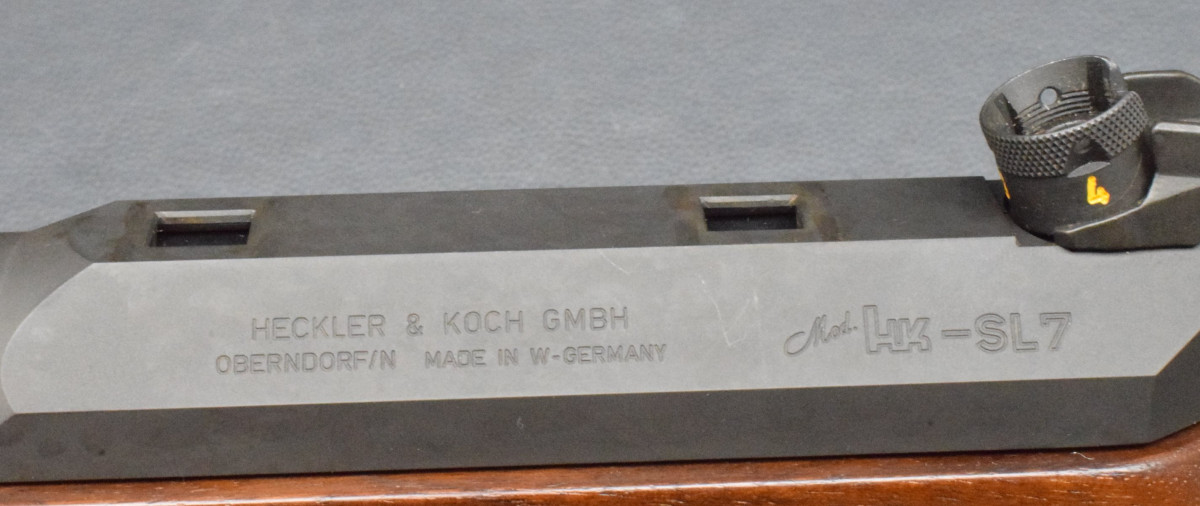 4
HECKLER & KOCH GMBH
OBERNDORF/N MADE IN W-GERMANY
Mod. HK-SL7